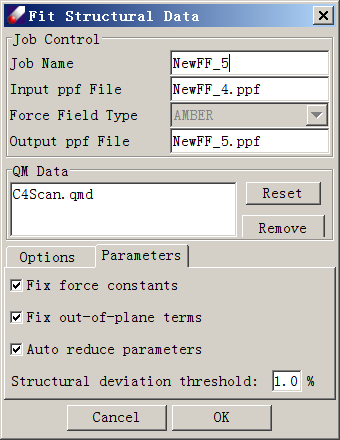 Fit Structural Data
Job Control
Job Name NewFF_5
Input ppf File NewFF_4.ppf
Force Field Type AMBER
Output ppf File NewFF_5.ppf
QM Data
C4Scan.qmd
Reset
Remove
Options Parameters
Fix force constants
Fix out-of-plane terms
Auto reduce parameters
Structural deviation threshold: 1.0 %
Cancel OK